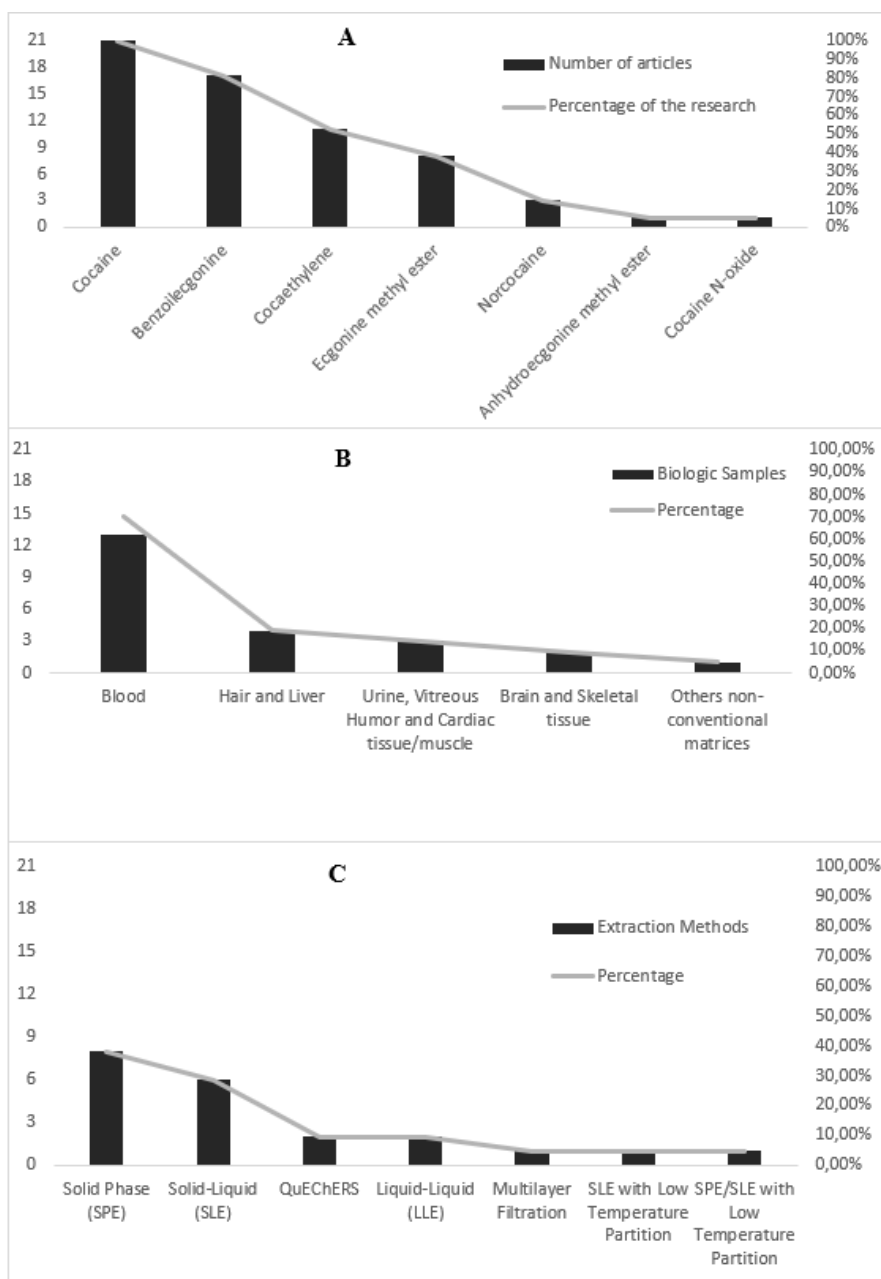 A
21
18
15
12
9
6
3
0
100%
90%
80%
70%
60%
50%
40%
30%
20%
10%
0%
Number of articles
Percentage of the research
Cocaine
Benzoilecgonine
Cocaethylene
Ecgonine methyl ester
Norcocaine
Anhydroecgonine methyl ester
Cocaine N-oxide
B
21
18
15
12
9
6
3
0
100,00%
90,00%
80,00%
70,00%
60,00%
50,00%
40,00%
30,00%
20,00%
10,00%
0,00%
Biologic Samples
Percentage
Blood
Hair and Liver
Urine, Vitreous
Humor and Cardiac
tissue/muscle
Brain and Skeletal
tissue
Others non-
conventional
matrices
C
21
18
15
12
9
6
3
0
100,00%
90,00%
80,00%
70,00%
60,00%
50,00%
40,00%
30,00%
20,00%
10,00%
0,00%
Extraction Methods
Percentage
Solid Phase
(SPE)
Solid-Liquid
(SLE)
QuEChERS
Liquid-Liquid
(LLE)
Multilayer
Filtration
SLE with Low
Temperature
Partition
SPE/SLE with
Low
Temperature
Partition